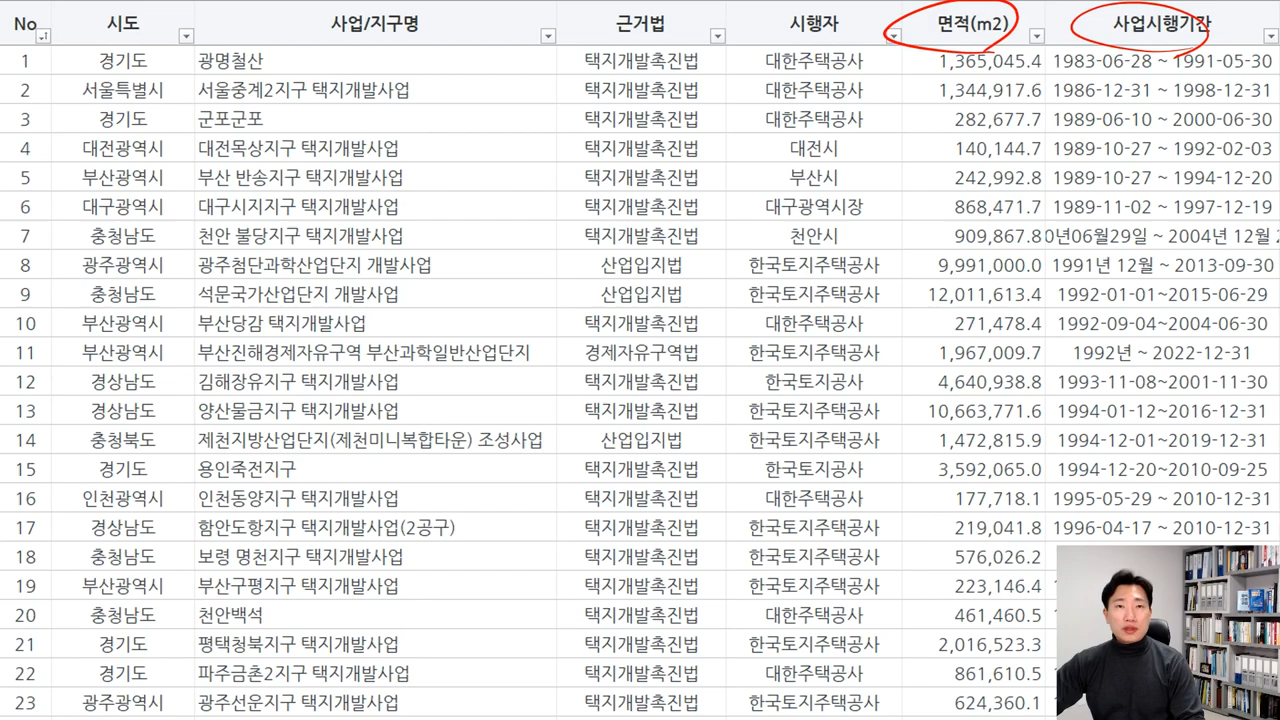 No 시도 사업/지구명 근거법 시행자 면적(m2) 사업시행기간
1 경기도 광명철산 택지개발촉진법 대한주택공사 1,365,045.4 1983-06-28 ~ 1991-05-30
2 서울특별시 서울중계2지구 택지개발사업 택지개발촉진법 대한주택공사 1,344,917.6 1986-12-31 ~ 1998-12-31
3 경기도 군포군포 택지개발촉진법 대한주택공사 282,677.7 1989-06-10 ~ 2000-06-30
4 대전광역시 대전목상지구 택지개발사업 택지개발촉진법 대전시 140,144.7 1989-10-27 ~ 1992-02-03
5 부산광역시 부산 반송지구 택지개발사업 택지개발촉진법 부산시 242,992.8 1989-10-27 ~ 1994-12-20
6 대구광역시 대구시지지구 택지개발사업 택지개발촉진법 대구광역시장 868,471.7 1989-11-02 ~ 1997-12-19
7 충청남도 천안 불당지구 택지개발사업 택지개발촉진법 천안시 909,867.8 0년06월29일 ~ 2004년 12월 2
8 광주광역시 광주첨단과학산업단지 개발사업 산업입지법 한국토지주택공사 9,991,000.0 1991년 12월 ~ 2013-09-30
9 충청남도 석문국가산업단지 개발사업 산업입지법 한국토지주택공사 12,011,613.4 1992-01-01~2015-06-29
10 부산광역시 부산당감 택지개발사업 택지개발촉진법 대한주택공사 271,478.4 1992-09-04~2004-06-30
11 부산광역시 부산진해경제자유구역 부산과학일반산업단지 경제자유구역법 한국토지주택공사 1,967,009.7 1992년 ~ 2022-12-31
12 경상남도 김해장유지구 택지개발사업 택지개발촉진법 한국토지공사 4,640,938.8 1993-11-08~2001-11-30
13 경상남도 양산물금지구 택지개발사업 택지개발촉진법 한국토지주택공사 10,663,771.6 1994-01-12~2016-12-31
14 충청북도 제천지방산업단지(제천미니복합타운) 조성사업 산업입지법 한국토지주택공사 1,472,815.9 1994-12-01~2019-12-31
15 경기도 용인죽전지구 택지개발촉진법 한국토지공사 3,592,065.0 1994-12-20~2010-09-25
16 인천광역시 인천동양지구 택지개발사업 택지개발촉진법 대한주택공사 177,718.1 1995-05-29 ~ 2010-12-31
17 경상남도 함안도항지구 택지개발사업(2공구) 택지개발촉진법 한국토지주택공사 219,041.8 1996-04-17 ~ 2010-12-31
18 충청남도 보령 명천지구 택지개발사업 택지개발촉진법 한국토지주택공사 576,026.2
19 부산광역시 부산구평지구 택지개발사업 택지개발촉진법 한국토지주택공사 223,146.4
20 충청남도 천안백석 택지개발촉진법 대한주택공사 461,460.5
21 경기도 평택청북지구 택지개발사업 택지개발촉진법 한국토지주택공사 2,016,523.3
22 경기도 파주금촌2지구 택지개발사업 택지개발촉진법 대한주택공사 861,610.5
23 광주광역시 광주선운지구 택지개발사업 택지개발촉진법 한국토지주택공사 624,360.1